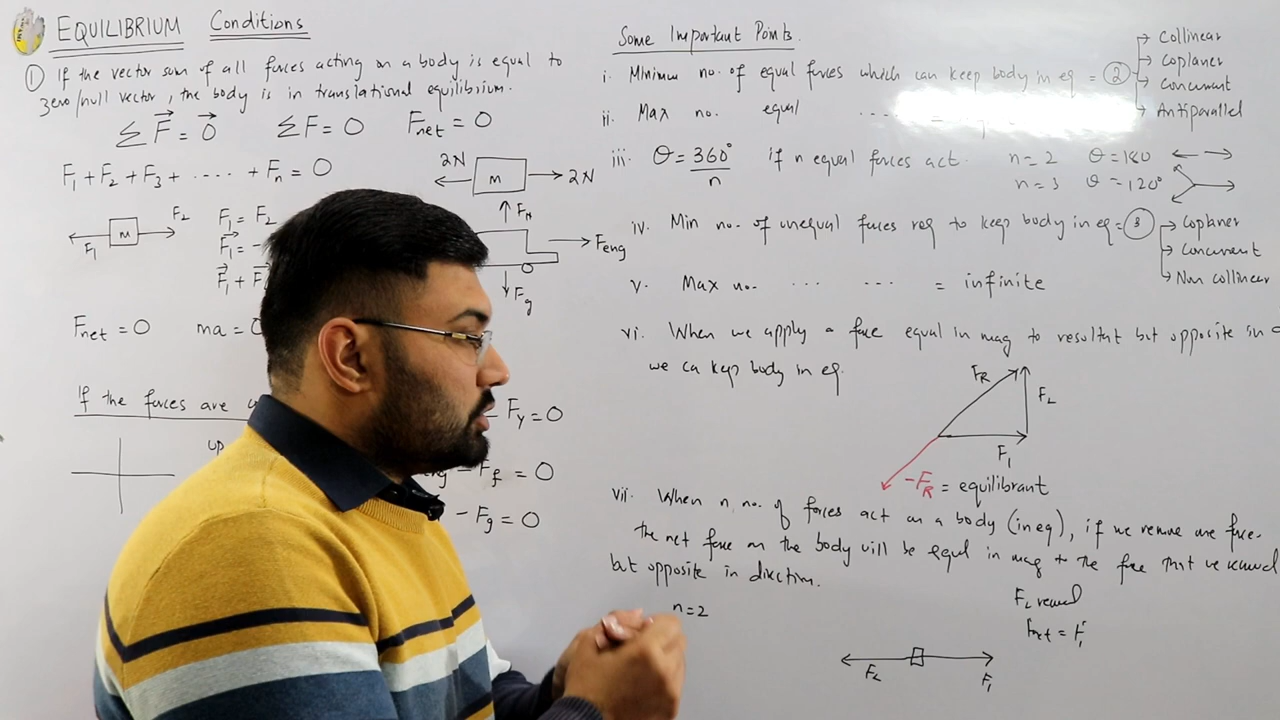 EQUILIBRIUM Conditions
① If the vector sum of all forces acting on a body is equal to
zero/null vector, the body is in translational equilibrium.
∑F⃗ = 0⃗ ∑F = 0 Fnet = 0
F₁ + F₂ + F₃ + ..... + Fn = 0
2N m 2N
F₁ m F₂
F₁ = F₂
F⃗₁ = -
F⃗₁ + F⃗
FN
Feng
Fg
Fnet = 0 ma = 0
If the forces are
Fy = 0
up
- Ff = 0
- Fg = 0
Some Important Points.
i. Minimum no. of equal forces which can keep body in eq = ②
Collinear
Coplaner
Concurrent
Antiparallel
ii. Max no. equal .... =
iii. θ = 360°/n if n equal forces act. n = 2 θ = 180
n = 3 θ = 120°
iv. Min no. of unequal forces req to keep body in eq = ③
Coplaner
Concurrent
Non collinear
v. Max no. ... ... = infinite
vi. When we apply a force equal in mag to resultant but opposite in
we can keep body in eq.
FR
F₂
F₁
-FR = equilibrant
vii. When n no. of forces act on a body (in eq), if we remove one force.
the net force on the body will be equal in mag to the force that we removed
but opposite in direction.
n=2
F₂ removed
Fnet = F₁
F₂ F₁